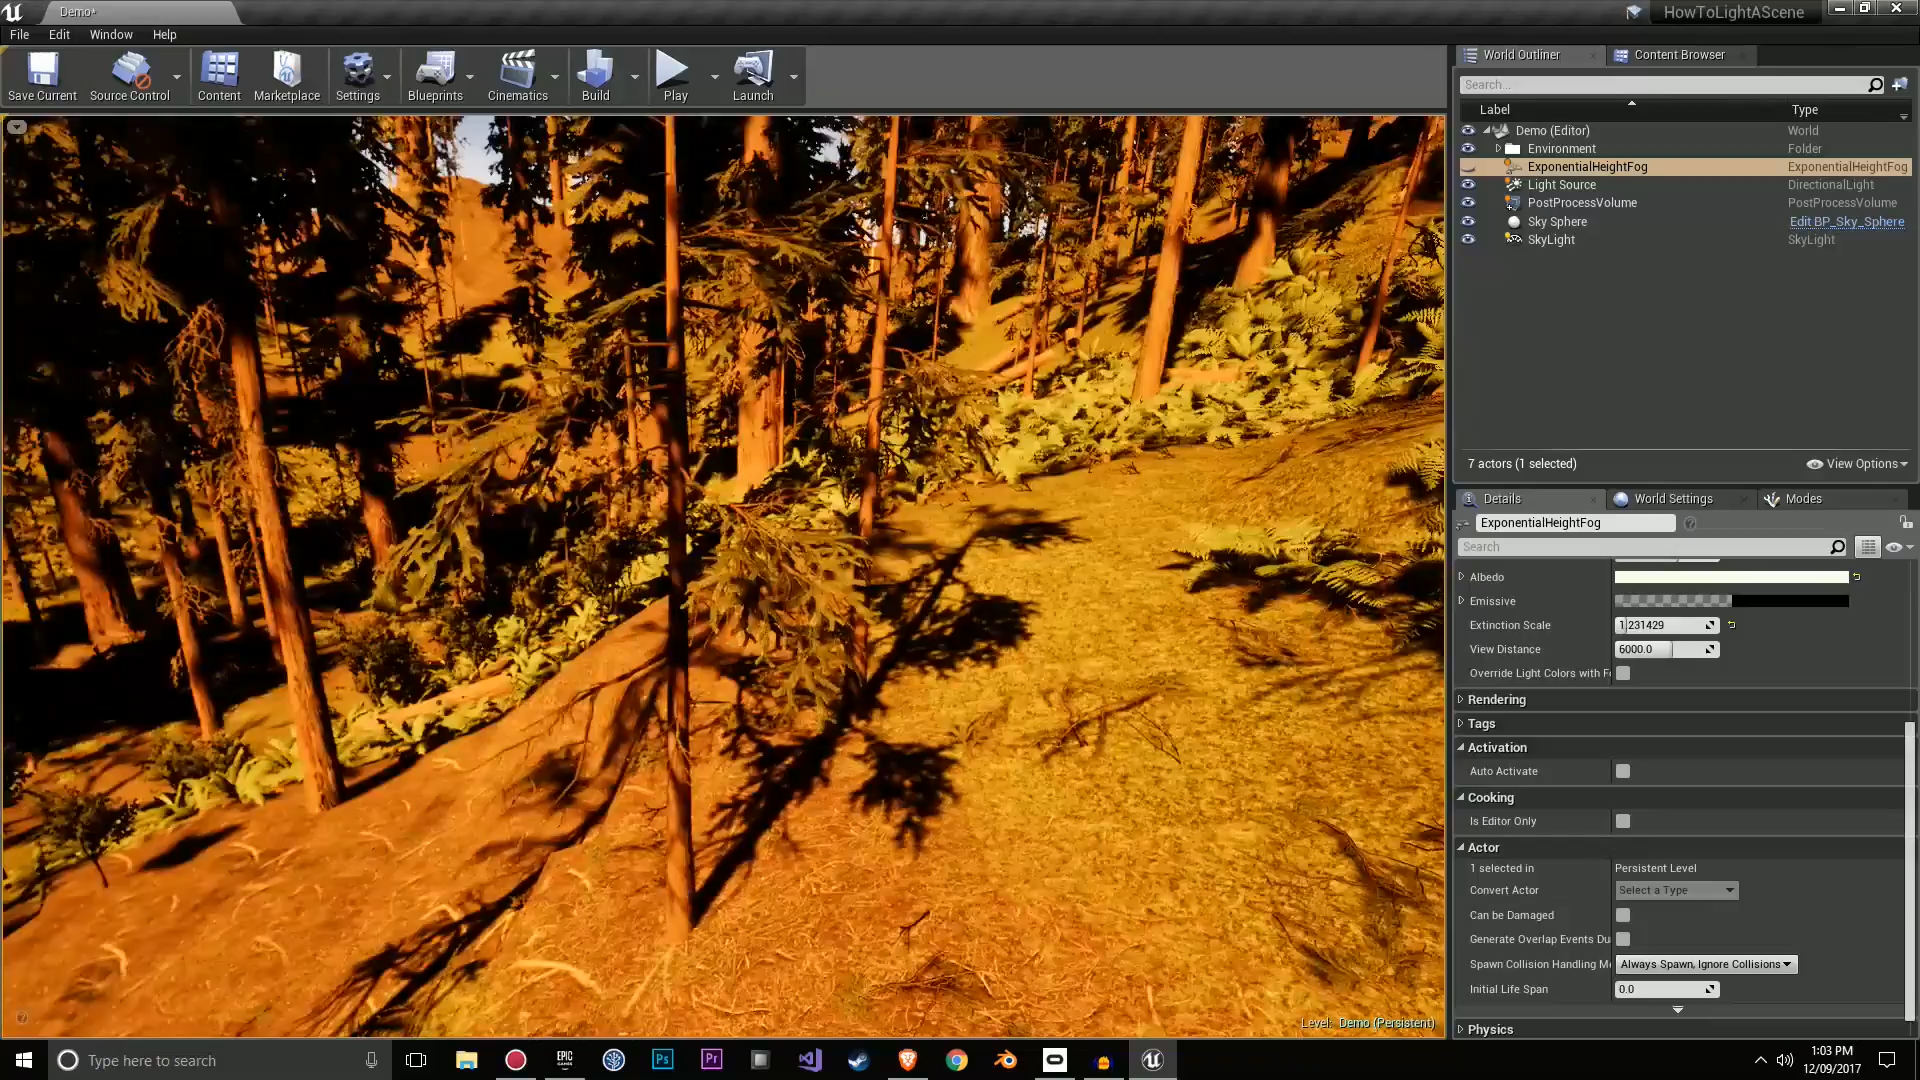 Demo*
HowToLightAScene
File Edit Window Help
Save Current
Source Control
Content
Marketplace
Settings
Blueprints
Cinematics
Build
Play
Launch
World Outliner
Content Browser
Search...
Label Type
Demo (Editor) World
Environment Folder
ExponentialHeightFog ExponentialHeightFog
Light Source DirectionalLight
PostProcessVolume PostProcessVolume
Sky Sphere Edit BP_Sky_Sphere
SkyLight SkyLight
7 actors (1 selected) View Options
Details World Settings Modes
ExponentialHeightFog
Search
Albedo
Emissive
Extinction Scale 1.231429
View Distance 6000.0
Override Light Colors with F
Rendering
Tags
Activation
Auto Activate
Cooking
Is Editor Only
Actor
1 selected in Persistent Level
Convert Actor Select a Type
Can be Damaged
Generate Overlap Events Du
Spawn Collision Handling M Always Spawn, Ignore Collisions
Initial Life Span 0.0
Physics
Level: Demo (Persistent)
Type here to search
EPIC GAMES
Ps
Pr
1:03 PM
12/09/2017